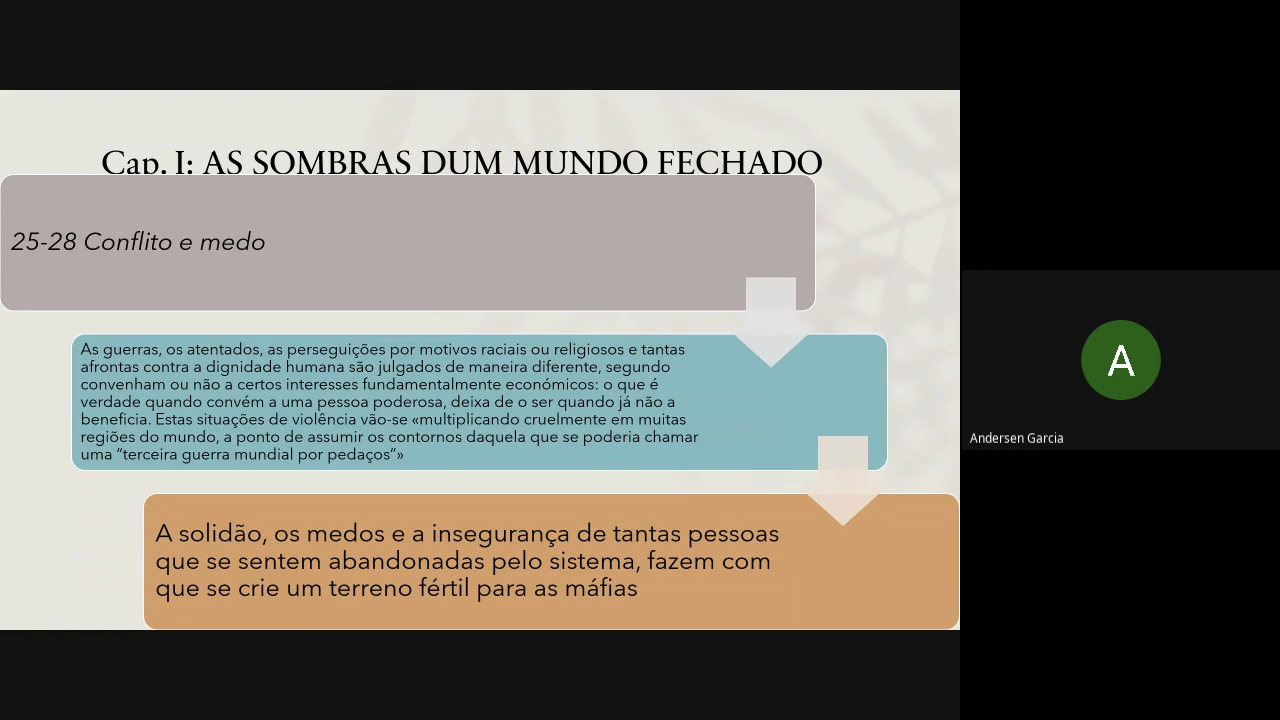 Cap. I: AS SOMBRAS DUM MUNDO FECHADO
25-28 Conflito e medo
As guerras, os atentados, as perseguições por motivos raciais ou religiosos e tantas
afrontas contra a dignidade humana são julgados de maneira diferente, segundo
convenham ou não a certos interesses fundamentalmente económicos: o que é
verdade quando convém a uma pessoa poderosa, deixa de o ser quando já não a
beneficia. Estas situações de violência vão-se «multiplicando cruelmente em muitas
regiões do mundo, a ponto de assumir os contornos daquela que se poderia chamar
uma “terceira guerra mundial por pedaços”»
A solidão, os medos e a insegurança de tantas pessoas
que se sentem abandonadas pelo sistema, fazem com
que se crie um terreno fértil para as máfias
A
Andersen Garcia